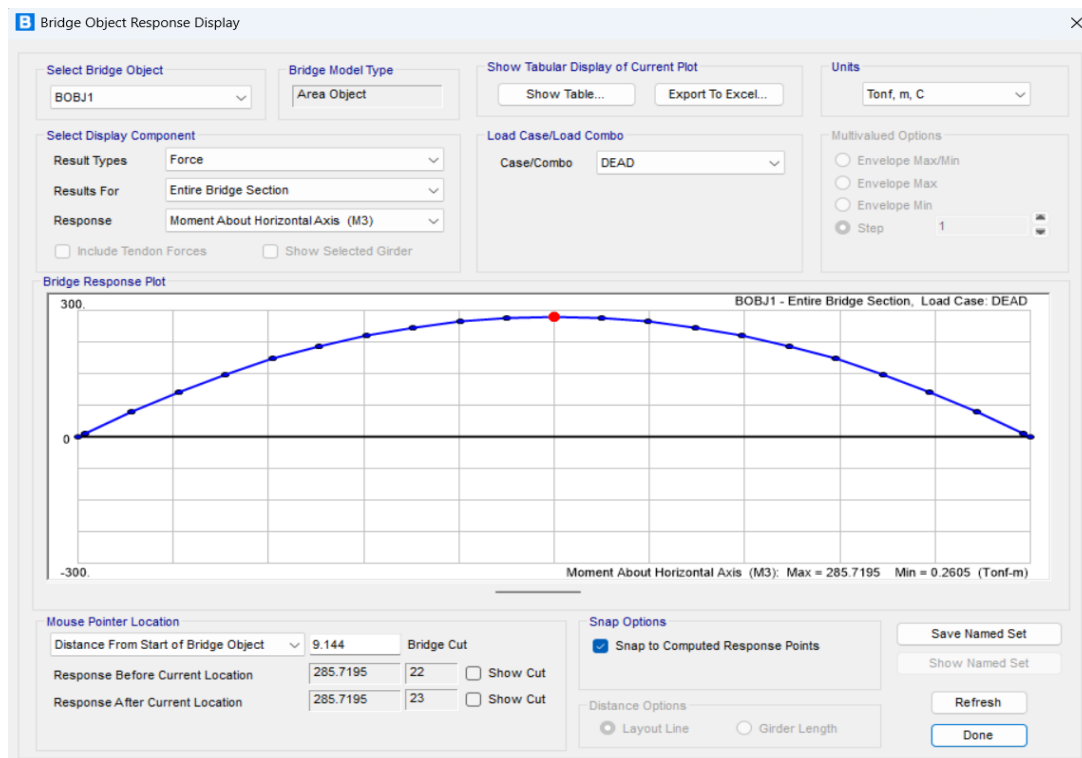 B Bridge Object Response Display
Select Bridge Object
BOBJ1
Bridge Model Type
Area Object
Show Tabular Display of Current Plot
Show Table...
Export To Excel...
Units
Tonf, m, C
Select Display Component
Result Types
Force
Results For
Entire Bridge Section
Response
Moment About Horizontal Axis (M3)
Include Tendon Forces
Show Selected Girder
Load Case/Load Combo
Case/Combo
DEAD
Multivalued Options
Envelope Max/Min
Envelope Max
Envelope Min
Step
1
Bridge Response Plot
300.
BOBJ1 - Entire Bridge Section, Load Case: DEAD
0
-300.
Moment About Horizontal Axis (M3): Max = 285.7195 Min = 0.2605 (Tonf-m)
Mouse Pointer Location
Distance From Start of Bridge Object
9.144
Bridge Cut
Response Before Current Location
285.7195
22
Show Cut
Response After Current Location
285.7195
23
Show Cut
Snap Options
Snap to Computed Response Points
Distance Options
Layout Line
Girder Length
Save Named Set
Show Named Set
Refresh
Done